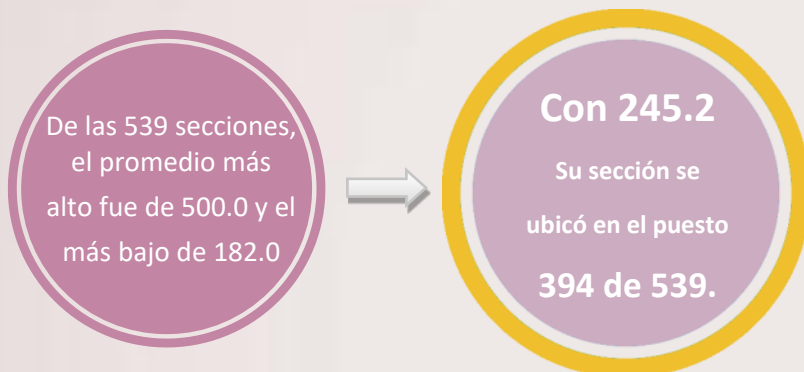 De las 539 secciones,
el promedio más
alto fue de 500.0 y el
más bajo de 182.0
Con 245.2
Su sección se
ubicó en el puesto
394 de 539.